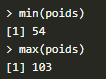 > min(poids)
[1] 54
> max(poids)
[1] 103